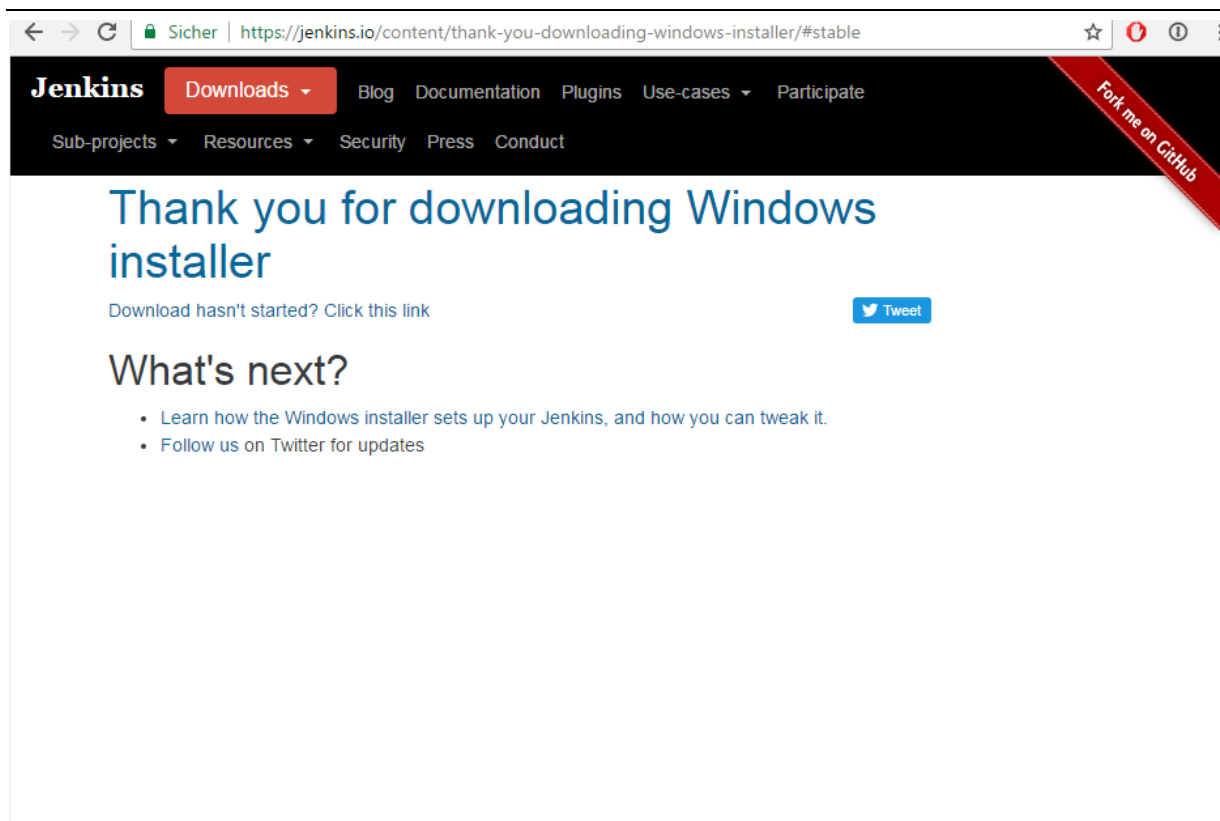 Sicher | https://jenkins.io/content/thank-you-downloading-windows-installer/#stable
Jenkins Downloads Blog Documentation Plugins Use-cases Participate
Sub-projects Resources Security Press Conduct
Fork me on GitHub
Thank you for downloading Windows
installer
Download hasn't started? Click this link
Tweet
What's next?
• Learn how the Windows installer sets up your Jenkins, and how you can tweak it.
• Follow us on Twitter for updates